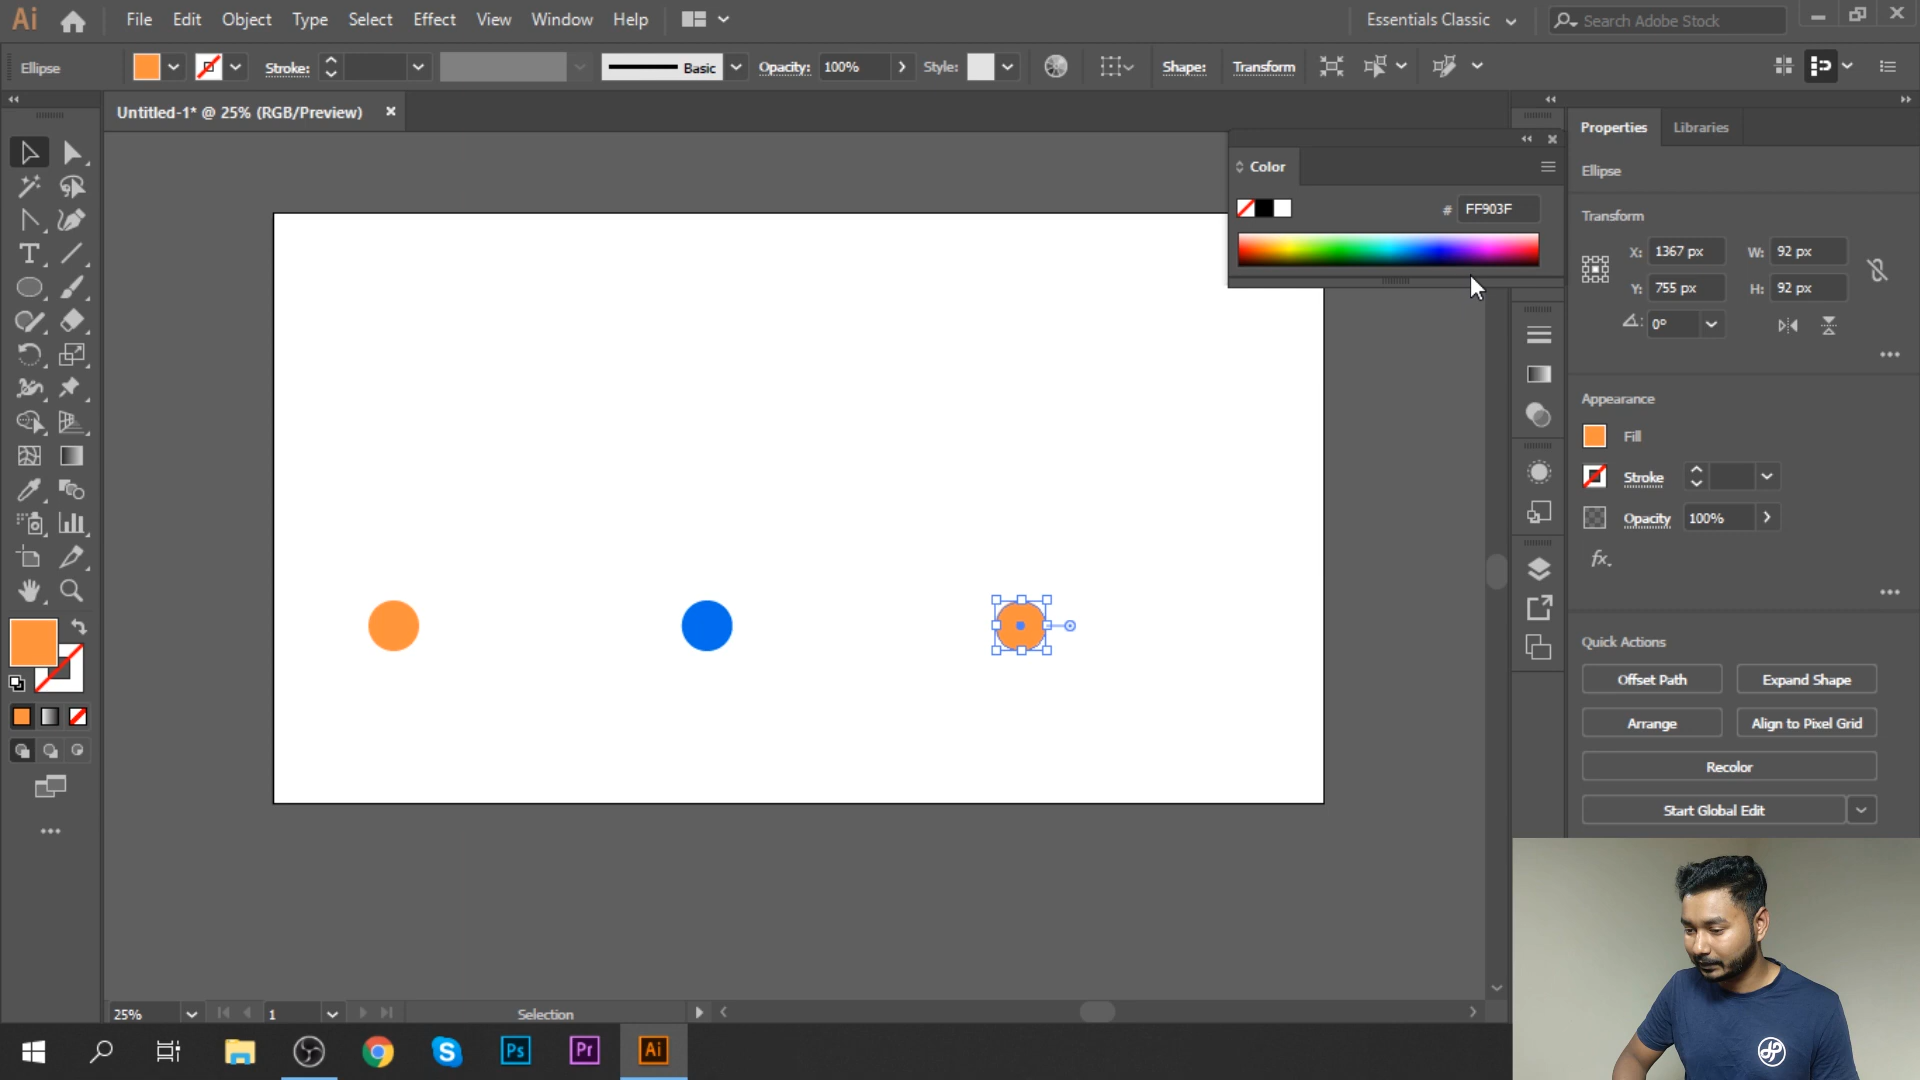 Ai File Edit Object Type Select Effect View Window Help Essentials Classic Search Adobe Stock
Ellipse Stroke: Basic Opacity: 100% Style: Shape: Transform
Untitled-1* @ 25% (RGB/Preview)
Properties Libraries
Color
Ellipse
# FF903F
Transform
X: 1367 px W: 92 px
Y: 755 px H: 92 px
0°
Appearance
Fill
Stroke
Opacity 100%
fx.
Quick Actions
Offset Path Expand Shape
Arrange Align to Pixel Grid
Recolor
Start Global Edit
25% 1 Selection
Ps Pr Ai